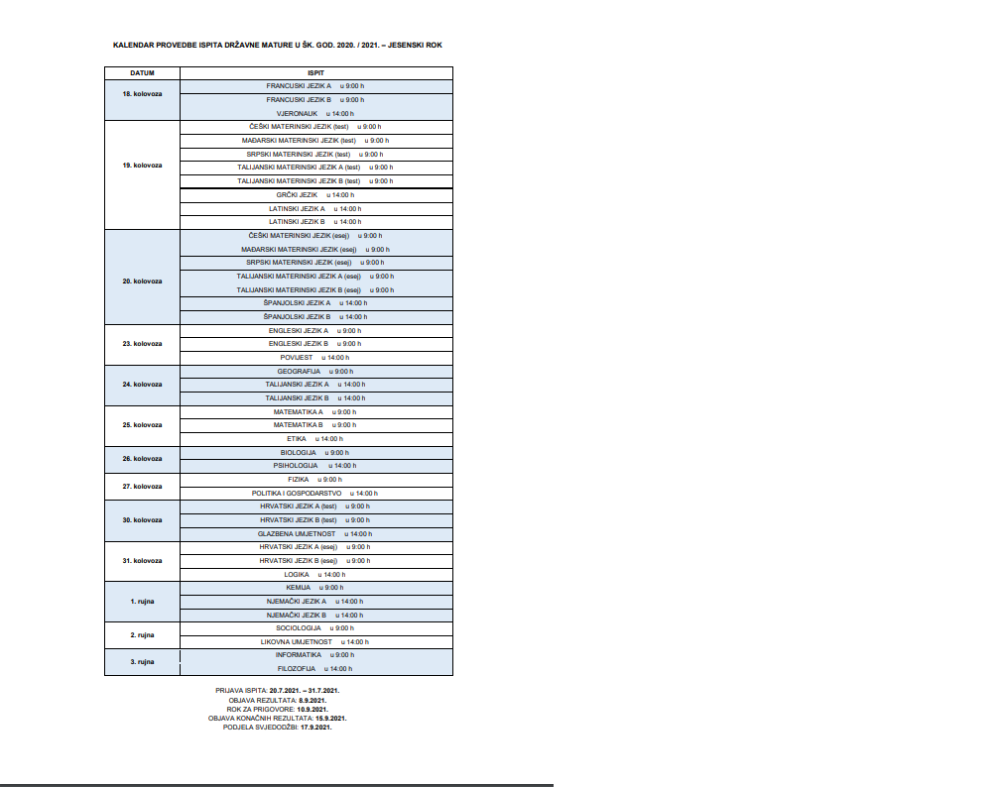 KALENDAR PROVEDBE ISPITA DRŽAVNE MATURE U ŠK. GOD. 2020. / 2021. – JESENSKI ROK
DATUM ISPIT
18. kolovoza
FRANCUSKI JEZIK A u 9:00 h
FRANCUSKI JEZIK B u 9:00 h
VJERONAUK u 14:00 h
19. kolovoza
ČEŠKI MATERINSKI JEZIK (test) u 9:00 h
MAĐARSKI MATERINSKI JEZIK (test) u 9:00 h
SRPSKI MATERINSKI JEZIK (test) u 9:00 h
TALIJANSKI MATERINSKI JEZIK A (test) u 9:00 h
TALIJANSKI MATERINSKI JEZIK B (test) u 9:00 h
GRČKI JEZIK u 14:00 h
LATINSKI JEZIK A u 14:00 h
LATINSKI JEZIK B u 14:00 h
20. kolovoza
ČEŠKI MATERINSKI JEZIK (esej) u 9:00 h
MAĐARSKI MATERINSKI JEZIK (esej) u 9:00 h
SRPSKI MATERINSKI JEZIK (esej) u 9:00 h
TALIJANSKI MATERINSKI JEZIK A (esej) u 9:00 h
TALIJANSKI MATERINSKI JEZIK B (esej) u 9:00 h
ŠPANJOLSKI JEZIK A u 14:00 h
ŠPANJOLSKI JEZIK B u 14:00 h
23. kolovoza
ENGLESKI JEZIK A u 9:00 h
ENGLESKI JEZIK B u 9:00 h
POVIJEST u 14:00 h
24. kolovoza
GEOGRAFIJA u 9:00 h
TALIJANSKI JEZIK A u 14:00 h
TALIJANSKI JEZIK B u 14:00 h
25. kolovoza
MATEMATIKA A u 9:00 h
MATEMATIKA B u 9:00 h
ETIKA u 14:00 h
26. kolovoza
BIOLOGIJA u 9:00 h
PSIHOLOGIJA u 14:00 h
27. kolovoza
FIZIKA u 9:00 h
POLITIKA I GOSPODARSTVO u 14:00 h
30. kolovoza
HRVATSKI JEZIK A (test) u 9:00 h
HRVATSKI JEZIK B (test) u 9:00 h
GLAZBENA UMJETNOST u 14:00 h
31. kolovoza
HRVATSKI JEZIK A (esej) u 9:00 h
HRVATSKI JEZIK B (esej) u 9:00 h
LOGIKA u 14:00 h
1. rujna
KEMIJA u 9:00 h
NJEMAČKI JEZIK A u 14:00 h
NJEMAČKI JEZIK B u 14:00 h
2. rujna
SOCIOLOGIJA u 9:00 h
LIKOVNA UMJETNOST u 14:00 h
3. rujna
INFORMATIKA u 9:00 h
FILOZOFIJA u 14:00 h
PRIJAVA ISPITA: 20.7.2021. – 31.7.2021.
OBJAVA REZULTATA: 8.9.2021.
ROK ZA PRIGOVORE: 10.9.2021.
OBJAVA KONAČNIH REZULTATA: 15.9.2021.
PODJELA SVJEDODŽBI: 17.9.2021.